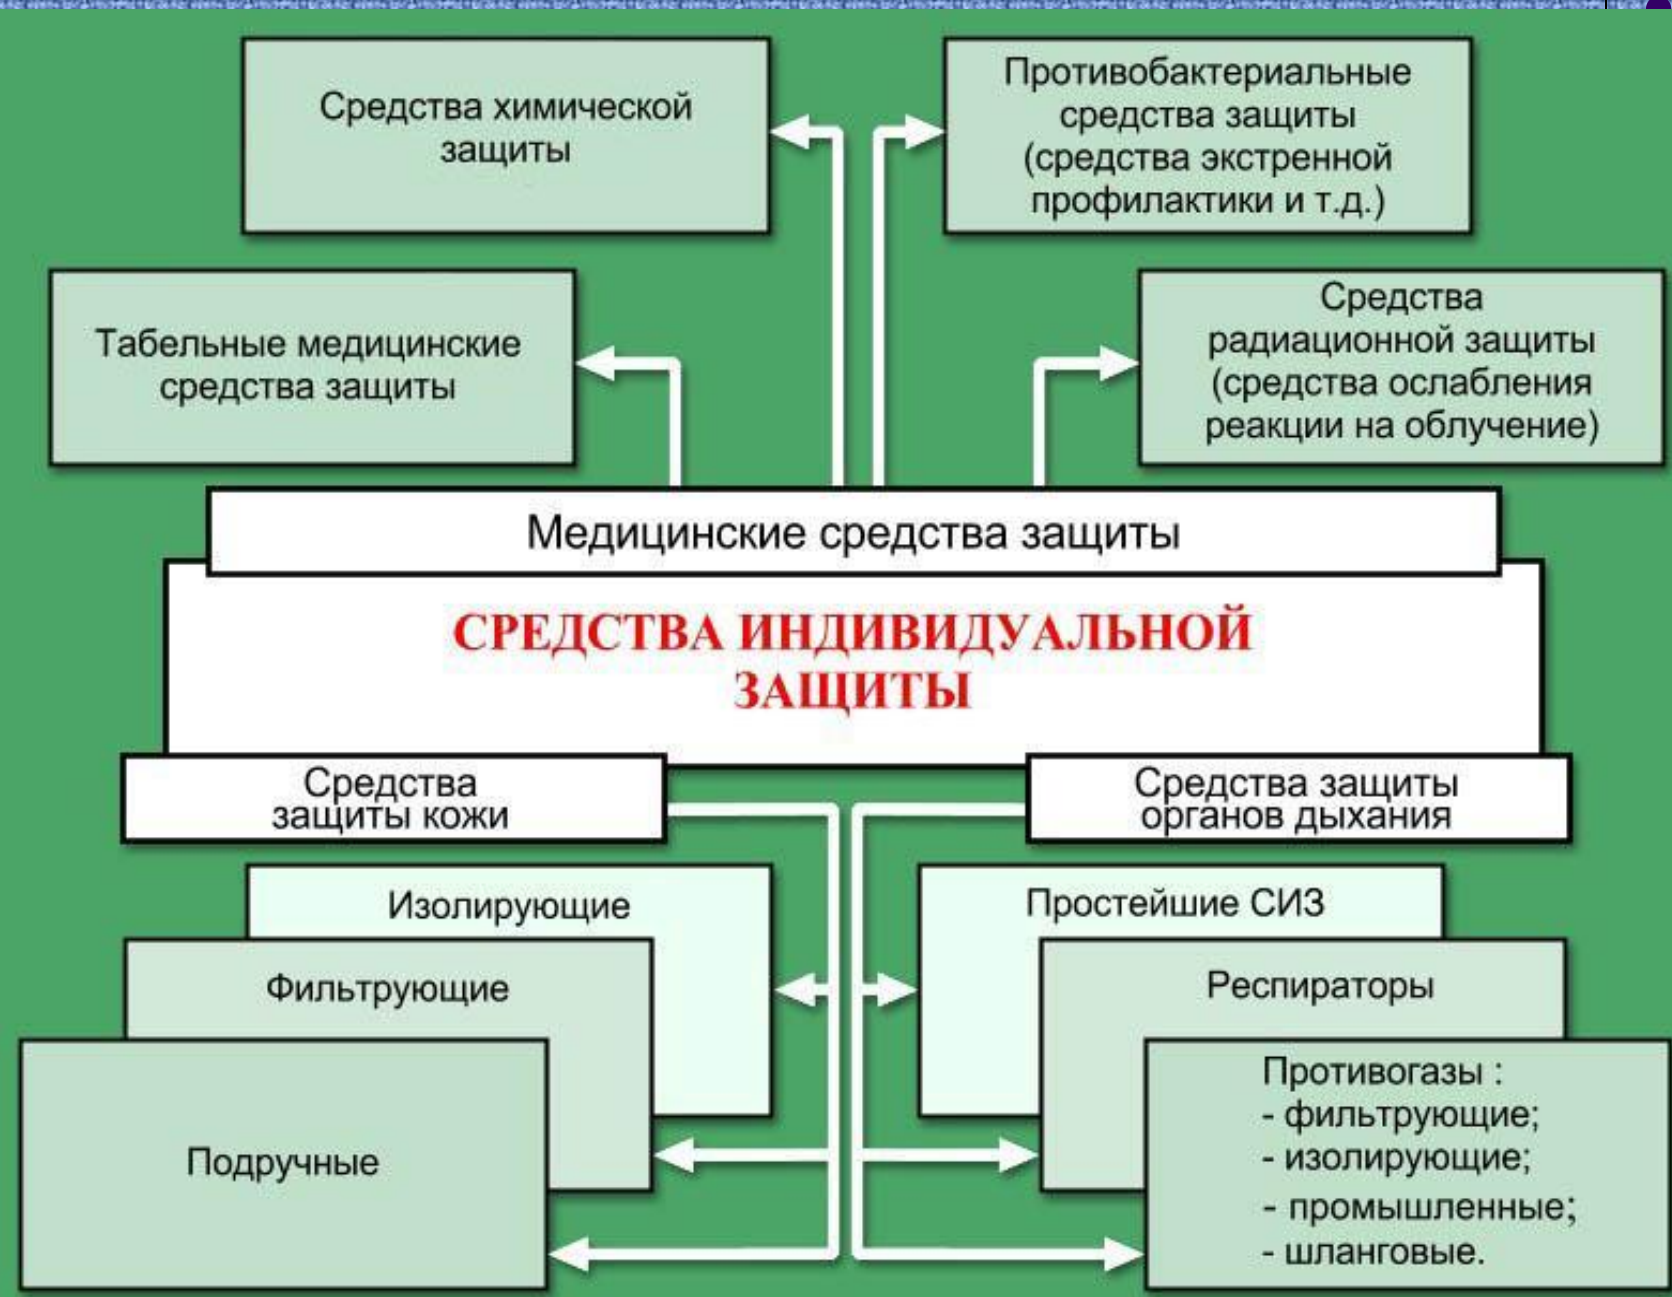 Средства химической
защиты
Противобактериальные
средства защиты
(средства экстренной
профилактики и т.д.)
Табельные медицинские
средства защиты
Средства
радиационной защиты
(средства ослабления
реакции на облучение)
Медицинские средства защиты
СРЕДСТВА ИНДИВИДУАЛЬНОЙ
ЗАЩИТЫ
Средства
защиты кожи
Средства защиты
органов дыхания
Изолирующие
Фильтрующие
Подручные
Простейшие СИЗ
Респираторы
Противогазы :
- фильтрующие;
- изолирующие;
- промышленные;
- шланговые.